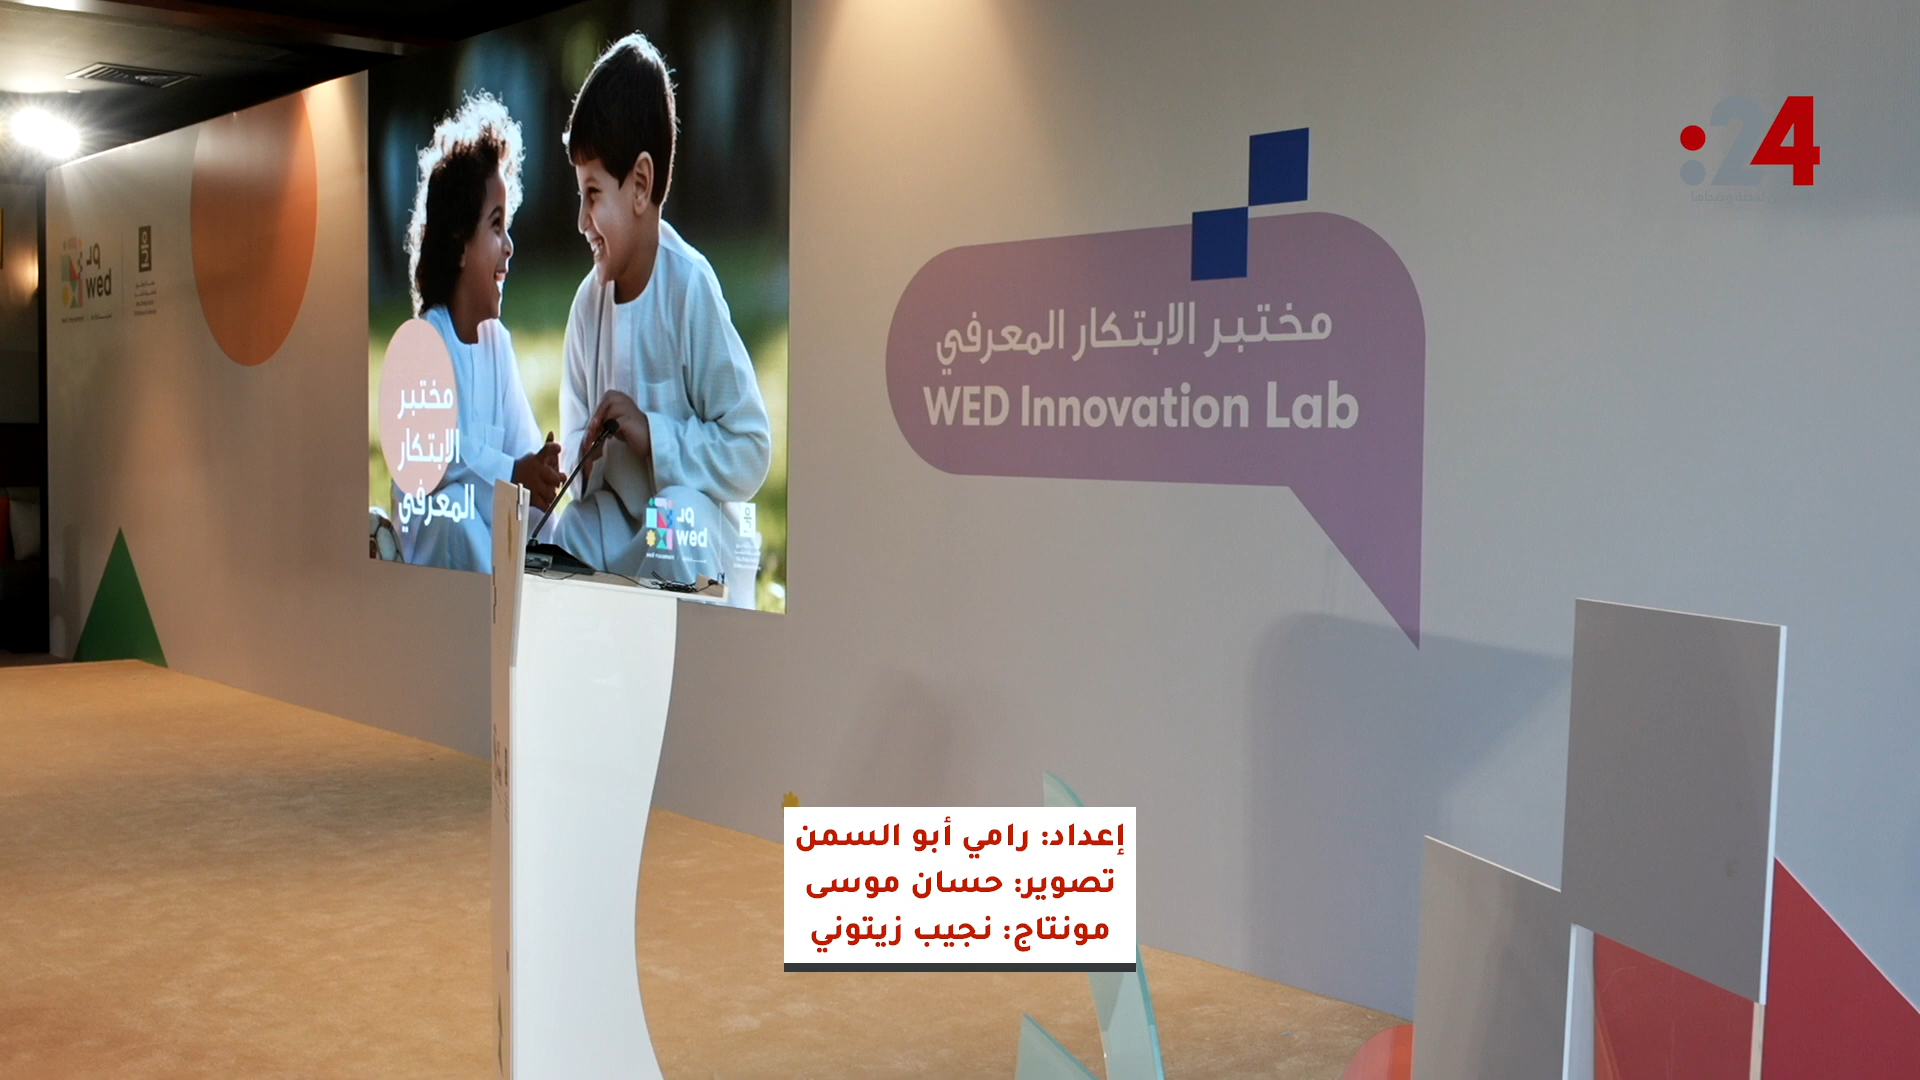 :24
مختبر الابتكار المعرفي
WED Innovation Lab
ود
wed
مختبر
الابتكار
المعرفي
ود
wed
إعداد: رامي أبو السمن
تصوير: حسان موسى
مونتاج: نجيب زيتوني